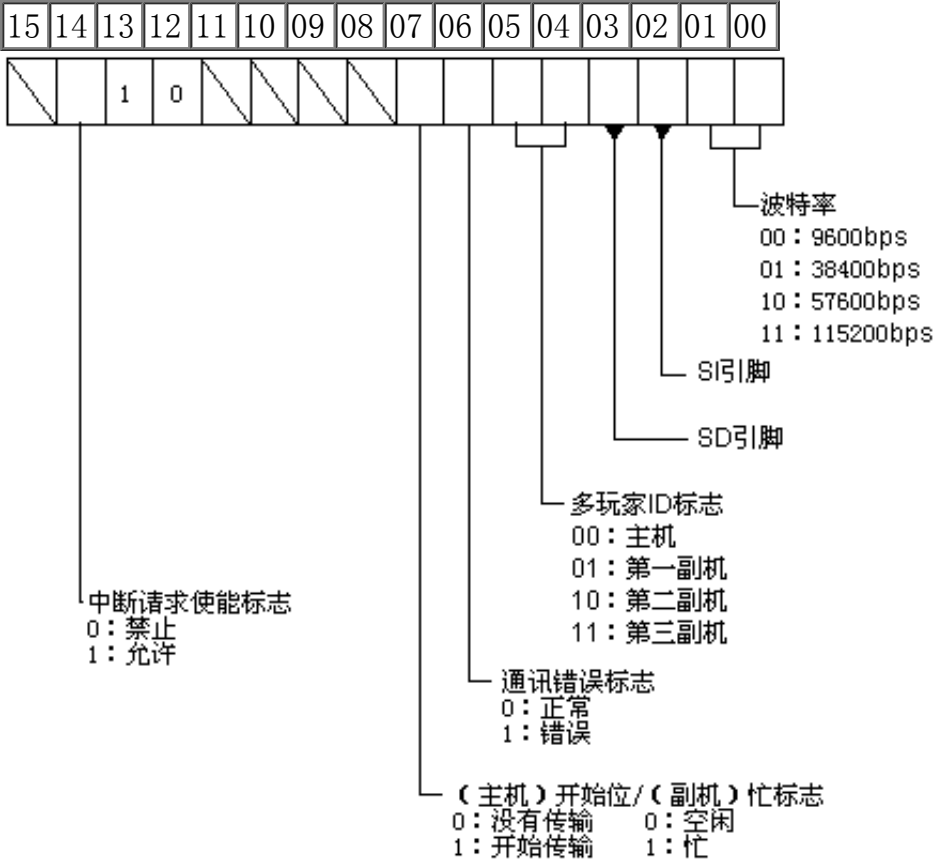 15 14 13 12 11 10 09 08 07 06 05 04 03 02 01 00
1 0
波特率
00：9600bps
01：38400bps
10：57600bps
11：115200bps
SI引脚
SD引脚
多玩家ID标志
00：主机
01：第一副机
10：第二副机
11：第三副机
中断请求使能标志
0：禁止
1：允许
通讯错误标志
0：正常
1：错误
（主机）开始位/（副机）忙标志
0：没有传输 0：空闲
1：开始传输 1：忙